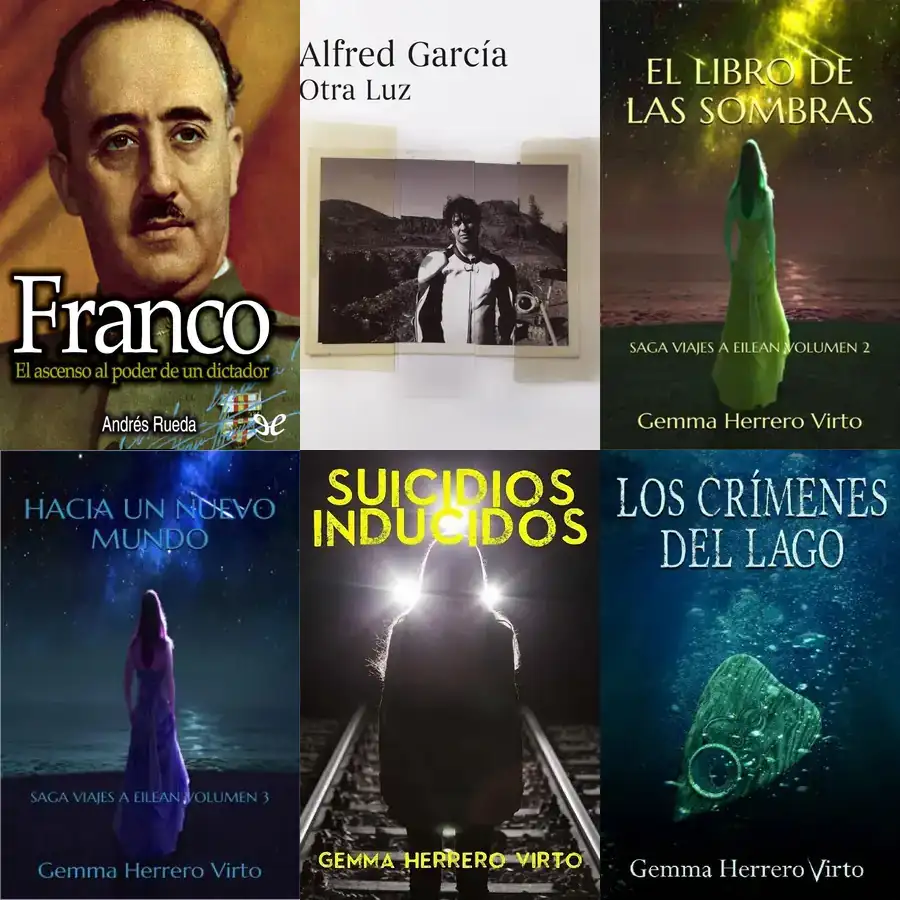 Franco
El ascenso al poder de un dictador
Andrés Rueda
Alfred García
Otra Luz
EL LIBRO DE
LAS SOMBRAS
SAGA VIAJES A EILEAN VOLUMEN 2
Gemma Herrero Virto
HACIA UN NUEVO
MUNDO
SAGA VIAJES A EILEAN VOLUMEN 3
Gemma Herrero Virto
SUICIDIOS
INDUCIDOS
GEMMA HERRERO VIRTO
LOS CRÍMENES
DEL LAGO
Gemma Herrero Virto